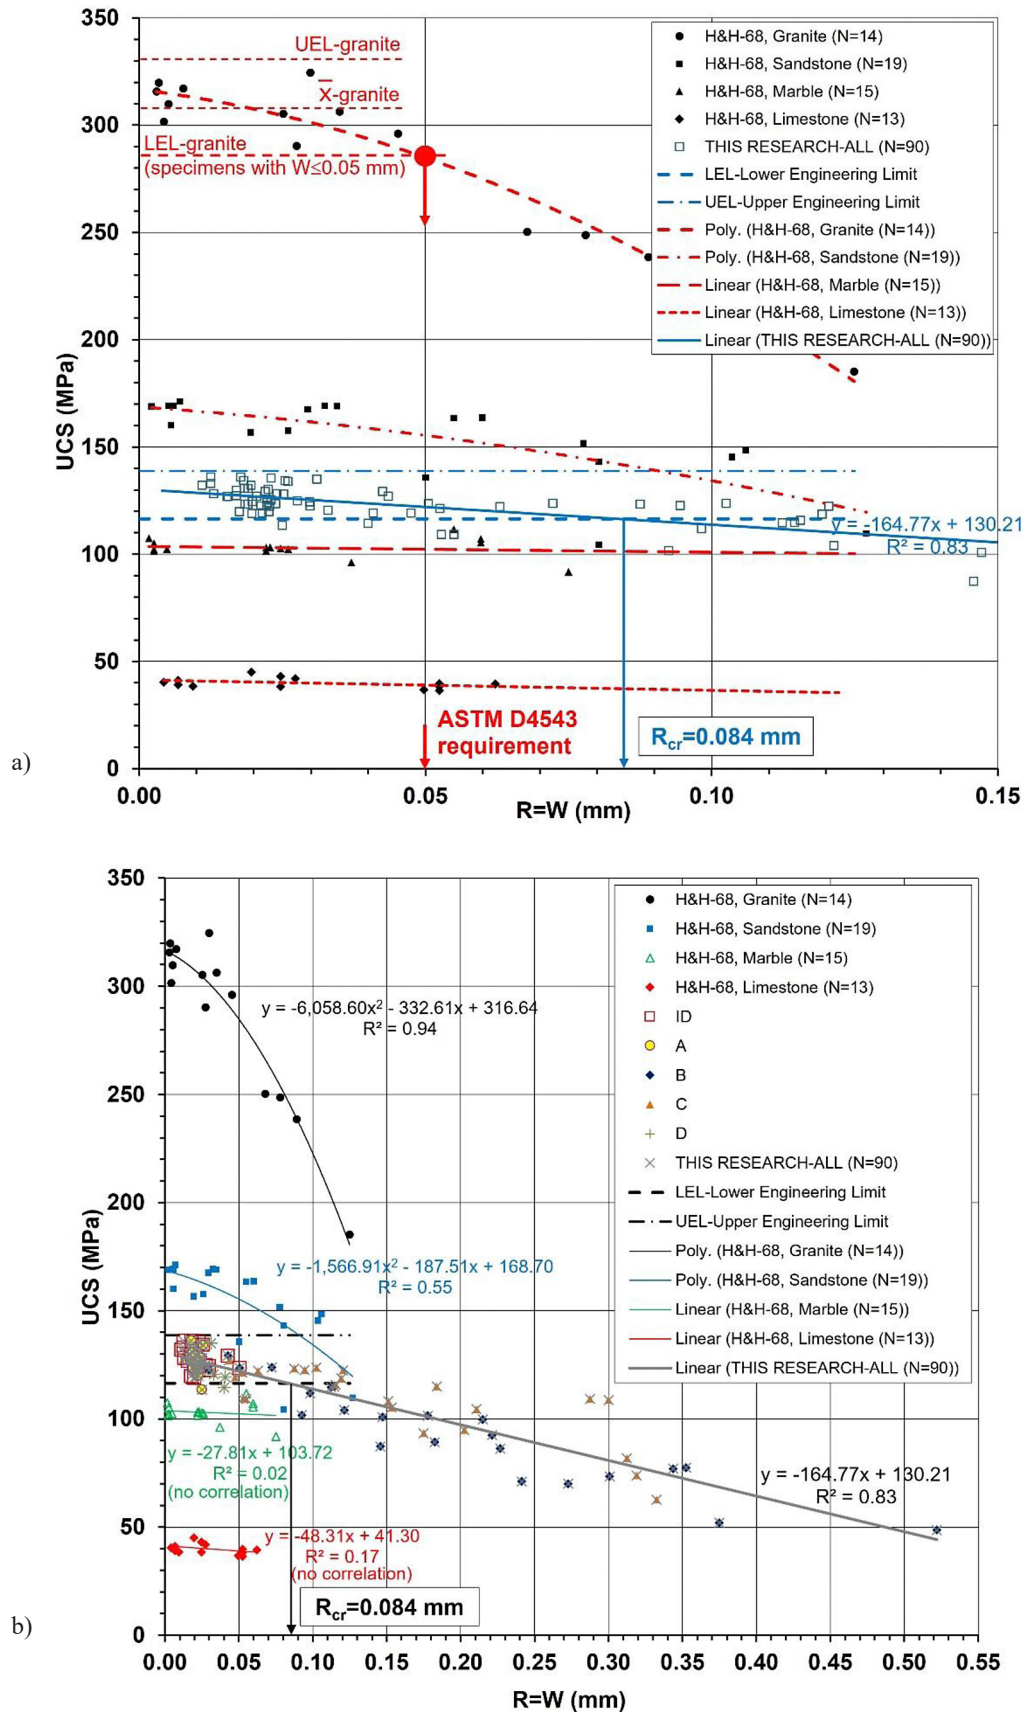 350
300
250
200
150
100
50
0
UCS (MPa)
UEL-granite
X-granite
LEL-granite
(specimens with W≤0.05 mm)
H&H-68, Granite (N=14)
H&H-68, Sandstone (N=19)
H&H-68, Marble (N=15)
H&H-68, Limestone (N=13)
THIS RESEARCH-ALL (N=90)
LEL-Lower Engineering Limit
UEL-Upper Engineering Limit
Poly. (H&H-68, Granite (N=14))
Poly. (H&H-68, Sandstone (N=19))
Linear (H&H-68, Marble (N=15))
Linear (H&H-68, Limestone (N=13))
Linear (THIS RESEARCH-ALL (N=90))
y = -164.77x + 130.21
R² = 0.83
ASTM D4543
requirement
Rcr=0.084 mm
a)
0.00 0.05 0.10 0.15
R=W (mm)
350
300
250
200
150
100
50
0
UCS (MPa)
H&H-68, Granite (N=14)
H&H-68, Sandstone (N=19)
H&H-68, Marble (N=15)
H&H-68, Limestone (N=13)
ID
A
B
C
D
THIS RESEARCH-ALL (N=90)
LEL-Lower Engineering Limit
UEL-Upper Engineering Limit
Poly. (H&H-68, Granite (N=14))
Poly. (H&H-68, Sandstone (N=19))
Linear (H&H-68, Marble (N=15))
Linear (H&H-68, Limestone (N=13))
Linear (THIS RESEARCH-ALL (N=90))
y = -6,058.60x² - 332.61x + 316.64
R² = 0.94
y = -1,566.91x² - 187.51x + 168.70
R² = 0.55
y = -27.81x + 103.72
R² = 0.02
(no correlation)
y = -164.77x + 130.21
R² = 0.83
y = -48.31x + 41.30
R² = 0.17
(no correlation)
Rcr=0.084 mm
b)
0.00 0.05 0.10 0.15 0.20 0.25 0.30 0.35 0.40 0.45 0.50 0.55
R=W (mm)